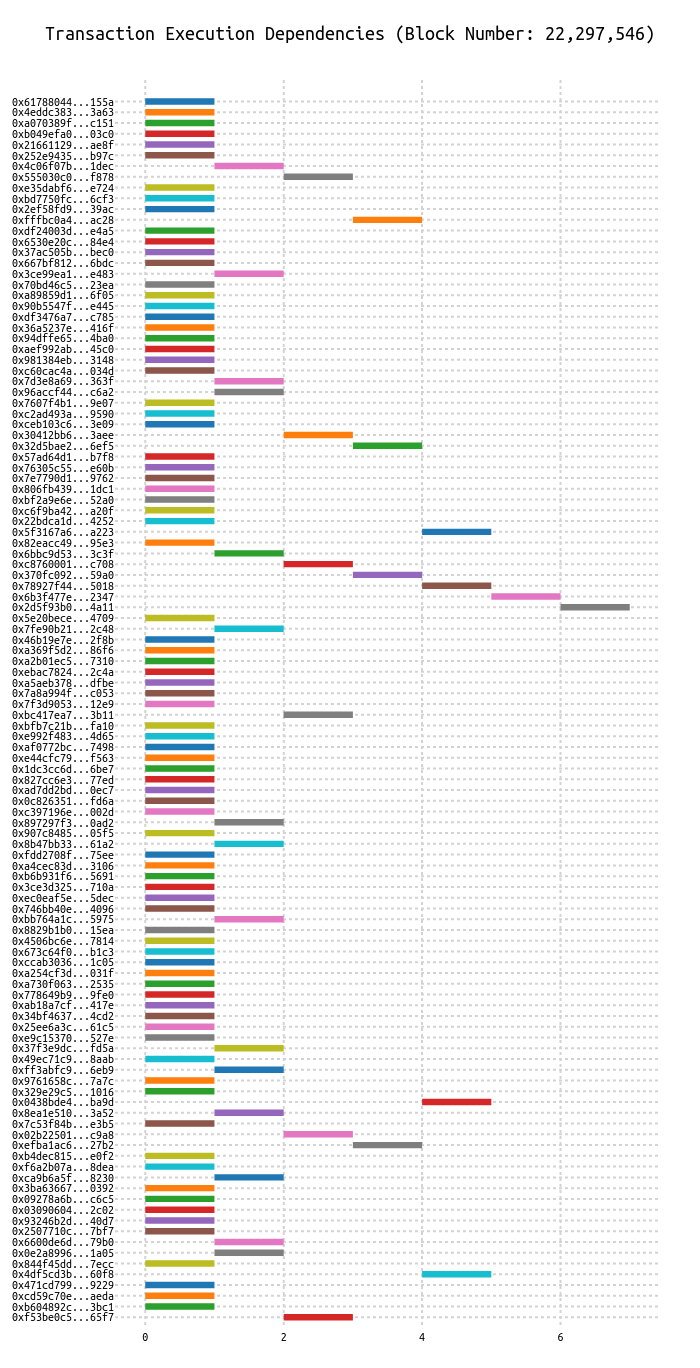 Transaction Execution Dependencies (Block Number: 22,297,546)
0x61788044...155a
0x4eddc383...3a63
0xa070389f...c151
0xb049efa0...03c0
0x21661129...ae8f
0x252e9435...b97c
0x4c06f07b...1dec
0x555030c0...f878
0xe35dabf6...e724
0xbd7750fc...6cf3
0x2ef58fd9...39ac
0xfffbc0a4...ac28
0xdf24003d...e4a5
0x6530e20c...84e4
0x37ac505b...bec0
0x667bf812...6bdc
0x3ce99ea1...e483
0x70bd46c5...23ea
0xa89859d1...6f05
0x90b5547f...e445
0xdf3476a7...c785
0x36a5237e...416f
0x94dffe65...4ba0
0xaef992ab...45c0
0x981384eb...3148
0xc60cac4a...034d
0x7d3e8a69...363f
0x96accf44...c6a2
0x7607f4b1...9e07
0xc2ad493a...9590
0xceb103c6...3e09
0x30412bb6...3aee
0x32d5bae2...6ef5
0x57ad64d1...b7f8
0x76305c55...e60b
0x7e7790d1...9762
0x806fb439...1dc1
0xbf2a9e6e...52a0
0xc6f9ba42...a20f
0x22bdca1d...4252
0x5f3167a6...a223
0x82eacc49...95e3
0x6bbc9d53...3c3f
0xc8760001...c708
0x370fc092...59a0
0x78927f44...5018
0x6b3f477e...2347
0x2d5f93b0...4a11
0x5e20bece...4709
0x7fe90b21...2c48
0x46b19e7e...2f8b
0xa369f5d2...86f6
0xa2b01ec5...7310
0xebac7824...2c4a
0xa5aeb378...dfbe
0x7a8a994f...c053
0x7f3d9053...12e9
0xbc417ea7...3b11
0xbfb7c21b...fa10
0xe992f483...4d65
0xaf0772bc...7498
0xe44cfc79...f563
0x1dc3cc6d...6be7
0x827cc6e3...77ed
0xad7dd2bd...0ec7
0x0c826351...fd6a
0xc397196e...002d
0x897297f3...0ad2
0x907c8485...05f5
0x8b47bb33...61a2
0xfdd2708f...75ee
0xa4cec83d...3106
0xb6b931f6...5691
0x3ce3d325...710a
0xec0eaf5e...5dec
0x746bb40e...4096
0xbb764a1c...5975
0x8829b1b0...15ea
0x4506bc6e...7814
0x673c64f0...b1c3
0xccab3036...1c05
0xa254cf3d...031f
0xa730f063...2535
0x778649b9...9fe0
0xab18a7cf...417e
0x34bf4637...4cd2
0x25ee6a3c...61c5
0xe9c15370...527e
0x37f3e9dc...fd5a
0x49ec71c9...8aab
0xff3abfc9...6eb9
0x9761658c...7a7c
0x329e29c5...1016
0x0438bde4...ba9d
0x8ea1e510...3a52
0x7c53f84b...e3b5
0x02b22501...c9a8
0xefba1ac6...27b2
0xb4dec815...e0f2
0xf6a2b07a...8dea
0xca9b6a5f...8230
0x3ba63667...0392
0x09278a6b...c6c5
0x03090604...2c02
0x93246b2d...40d7
0x2507710c...7bf7
0x6600de6d...79b0
0x0e2a8996...1a05
0x844f45dd...7ecc
0x4df5cd3b...60f8
0x471cd799...9229
0xcd59c70e...aeda
0xb604892c...3bc1
0xf53be0c5...65f7
0 2 4 6